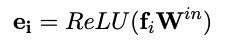 e_i = ReLU(f_i W^{in})